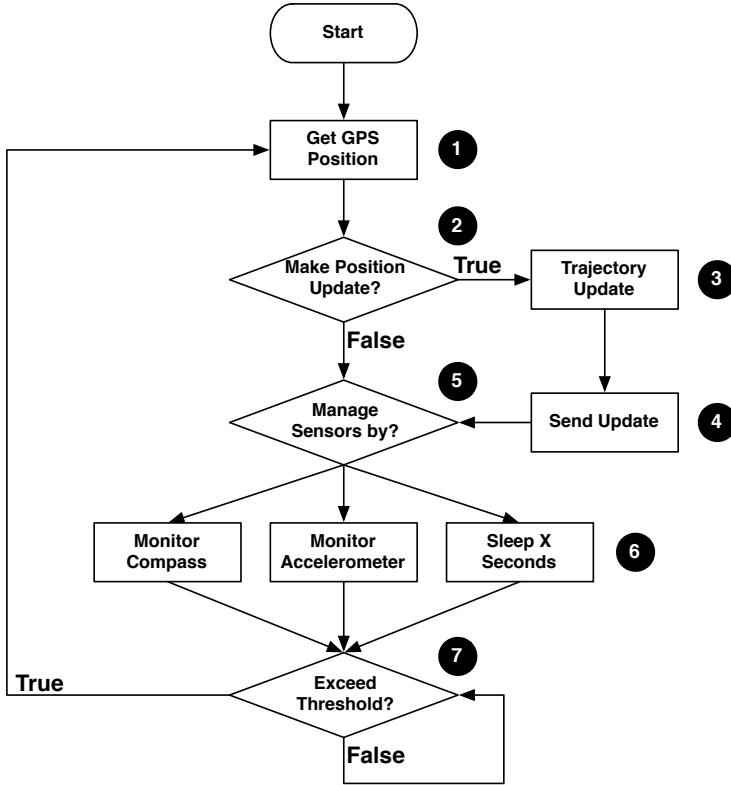 Start
Get GPS
Position
1
2
Make Position
Update?
True
Trajectory
Update
3
False
5
Manage
Sensors by?
Send Update
4
Monitor
Compass
Monitor
Accelerometer
Sleep X
Seconds
6
7
True
Exceed
Threshold?
False